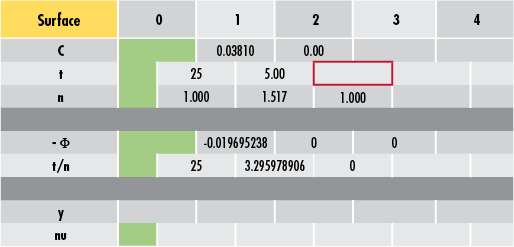 Surface 0 1 2 3 4
C 0.03810 0.00
t 25 5.00
n 1.000 1.517 1.000
- Φ -0.019695238 0 0
t/n 25 3.295978906 0
y
nu